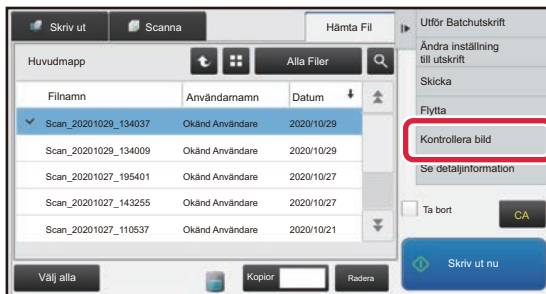 Skriv ut
Scanna
Hämta Fil
Huvudmapp
Alla Filer
Filnamn
Användarnamn
Datum
Scan_20201029_134037 Okänd Användare 2020/10/29
Scan_20201029_134009 Okänd Användare 2020/10/29
Scan_20201027_195401 Okänd Användare 2020/10/27
Scan_20201027_143255 Okänd Användare 2020/10/27
Scan_20201027_110537 Okänd Användare 2020/10/21
Välj alla
Kopior
Radera
Utför Batchutskrift
Ändra inställning
till utskrift
Skicka
Flytta
Kontrollera bild
Se detaljinformation
Ta bort
CA
Skriv ut nu